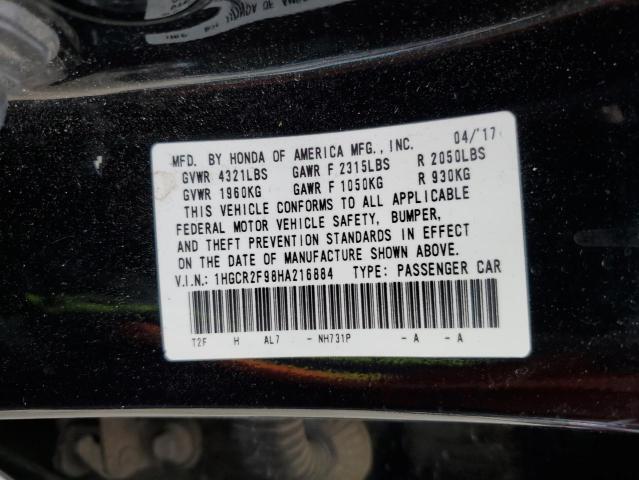 MFD. BY HONDA OF AMERICA MFG., INC. 04/'17
GVWR 4321LBS GAWR F 2315LBS R 2050LBS
GVWR 1960KG GAWR F 1050KG R 930KG
THIS VEHICLE CONFORMS TO ALL APPLICABLE
FEDERAL MOTOR VEHICLE SAFETY, BUMPER,
AND THEFT PREVENTION STANDARDS IN EFFECT
ON THE DATE OF MANUFACTURE SHOWN ABOVE.
V.I.N.: 1HGCR2F98HA216884 TYPE: PASSENGER CAR
T2F H AL7 - NH731P - A - A